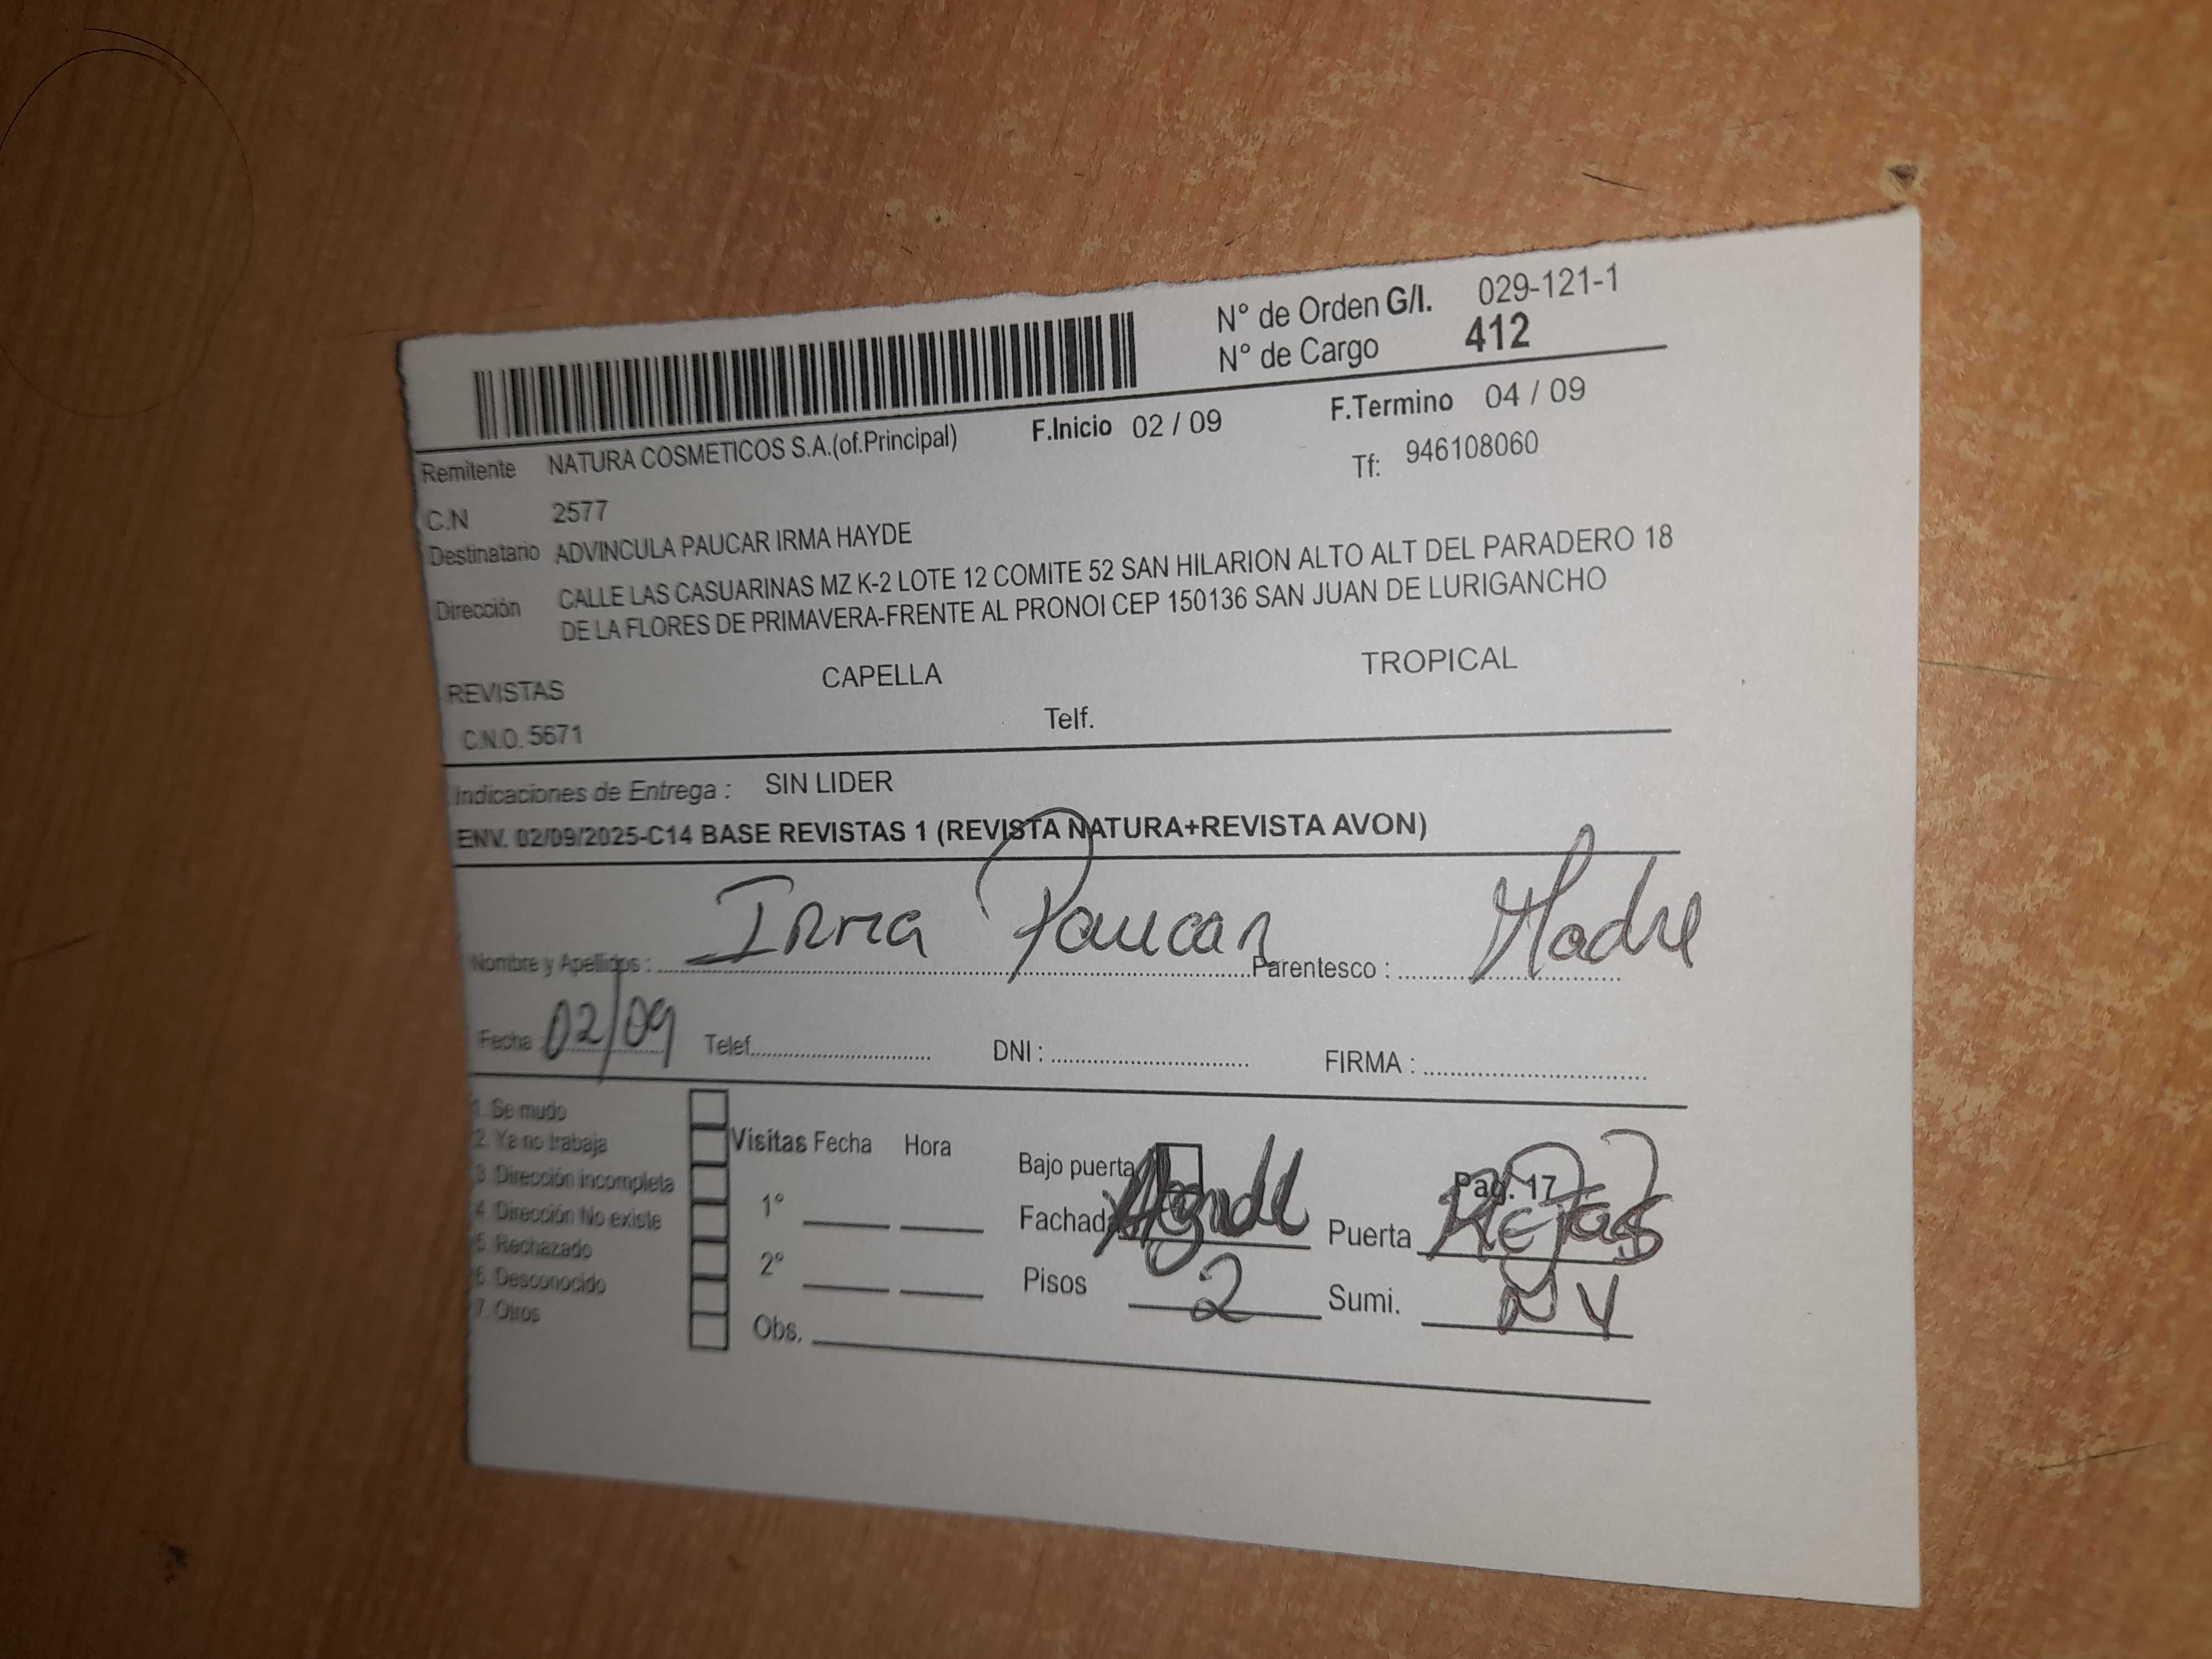 N° de Orden G/I. 029-121-1
N° de Cargo 412
Remitente NATURA COSMETICOS S.A.(of.Principal) F.Inicio 02 / 09 F.Termino 04 / 09
Tf: 946108060
C.N 2577
Destinatario ADVINCULA PAUCAR IRMA HAYDE
Dirección CALLE LAS CASUARINAS MZ K-2 LOTE 12 COMITE 52 SAN HILARION ALTO ALT DEL PARADERO 18
DE LA FLORES DE PRIMAVERA-FRENTE AL PRONOI CEP 150136 SAN JUAN DE LURIGANCHO
REVISTAS CAPELLA TROPICAL
C.N.O. 5671 Telf.
Indicaciones de Entrega : SIN LIDER
ENV. 02/09/2025-C14 BASE REVISTAS 1 (REVISTA NATURA+REVISTA AVON)
Nombre y Apellidos : Irma Paucar Parentesco : Madre
Fecha : 02/09 Telef. DNI : FIRMA :
1. Se mudo
2. Ya no trabaja Visitas Fecha Hora Bajo puerta Pag. 17
3. Dirección incompleta
4. Dirección No existe 1° Fachada Puerta Rejas
5. Rechazado
6. Desconocido 2° Pisos 2 Sumi. NV
7. Otros Obs.